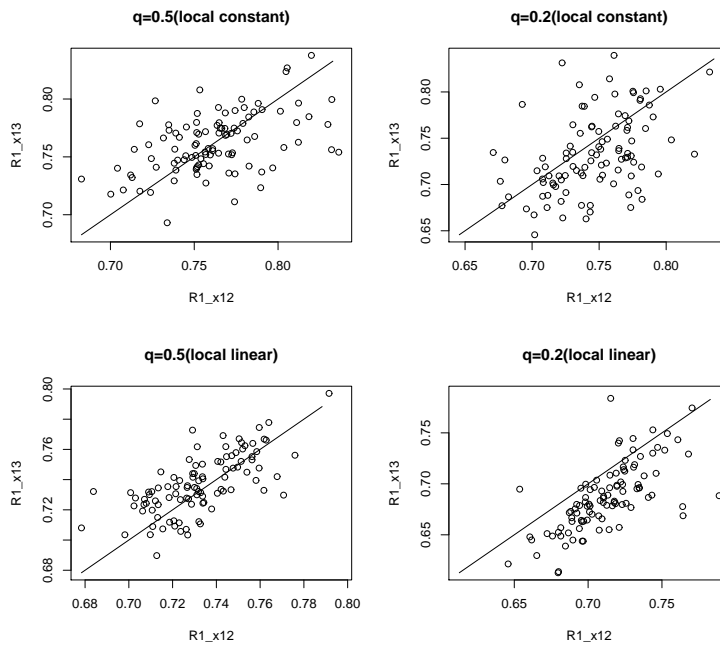 q=0.5(local constant)
R1_x13
0.70 0.75 0.80
0.70 0.75 0.80
R1_x12
q=0.2(local constant)
R1_x13
0.65 0.70 0.75 0.80
0.65 0.70 0.75 0.80
R1_x12
q=0.5(local linear)
R1_x13
0.68 0.72 0.76 0.80
0.68 0.70 0.72 0.74 0.76 0.78 0.80
R1_x12
q=0.2(local linear)
R1_x13
0.65 0.70 0.75
0.65 0.70 0.75
R1_x12